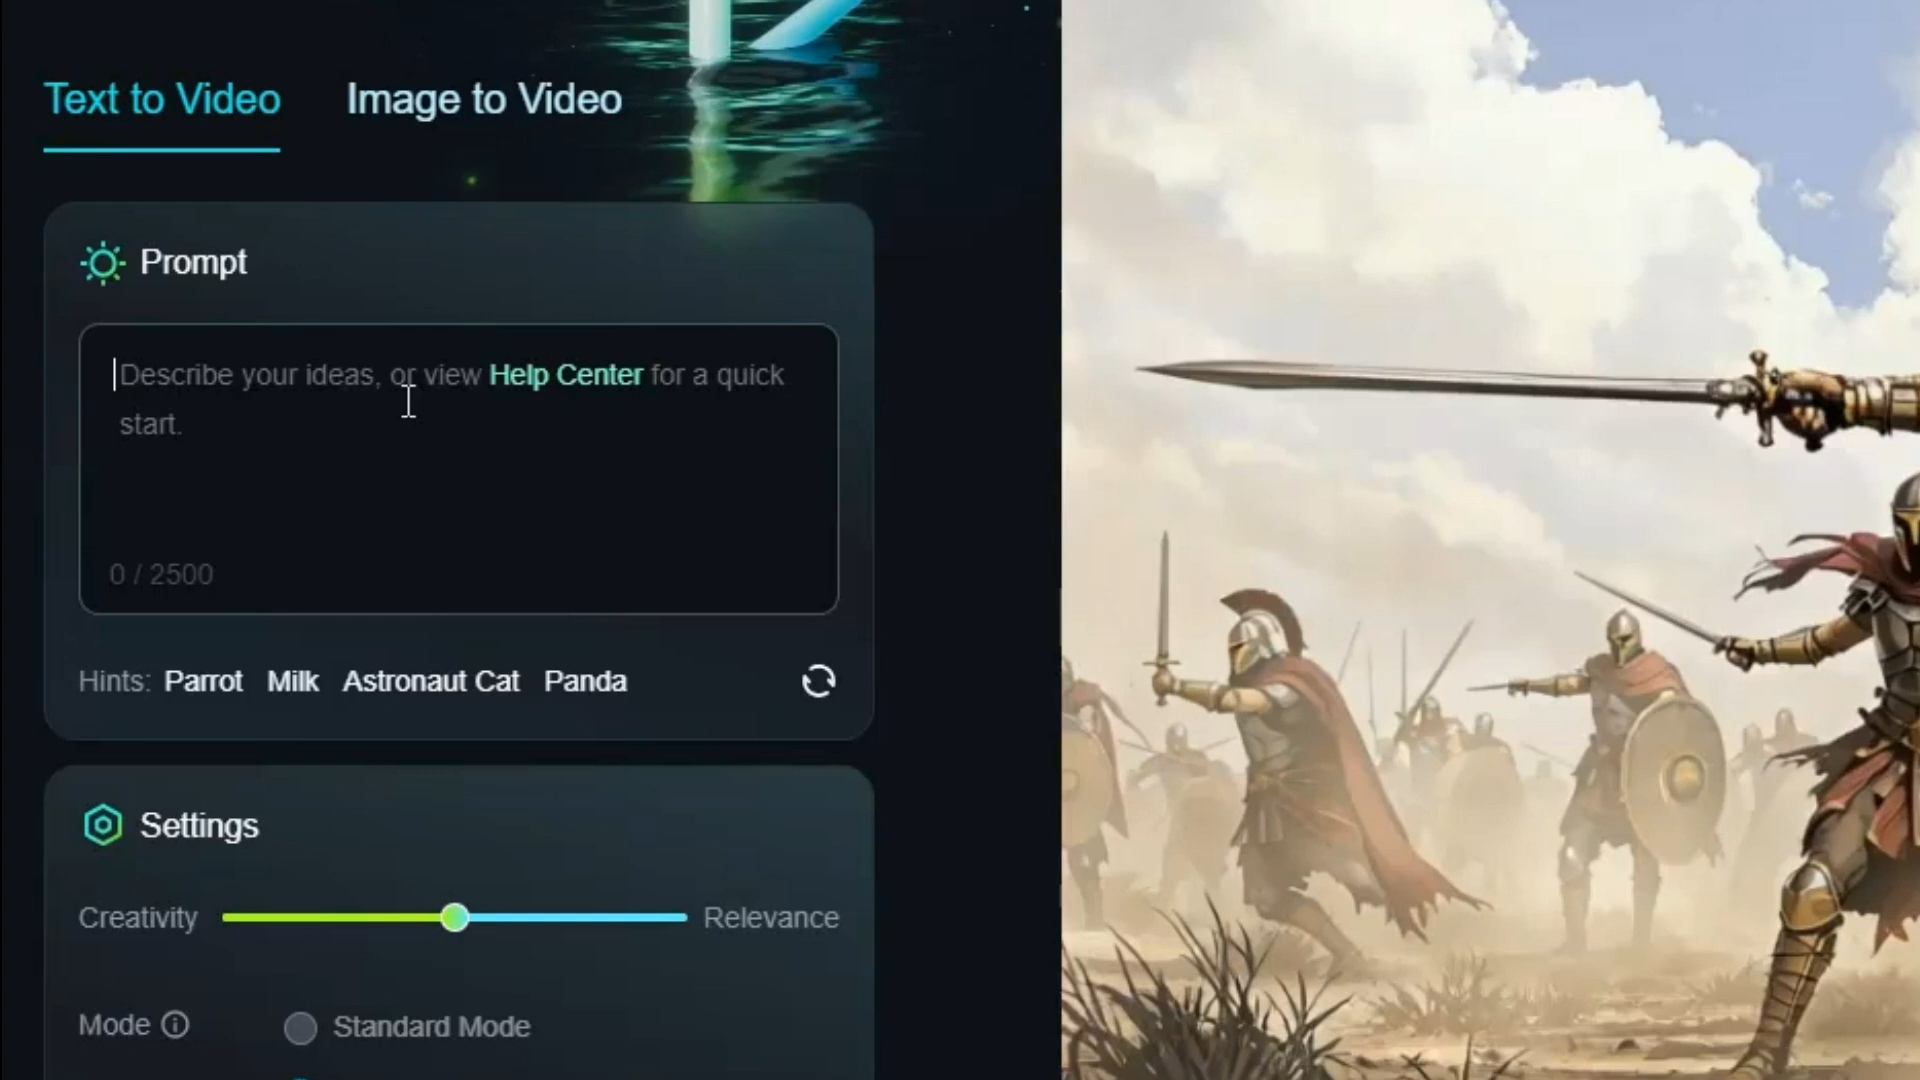 Text to Video Image to Video
Prompt
Describe your ideas, or view Help Center for a quick
start.
0 / 2500
Hints: Parrot Milk Astronaut Cat Panda
Settings
Creativity Relevance
Mode Standard Mode